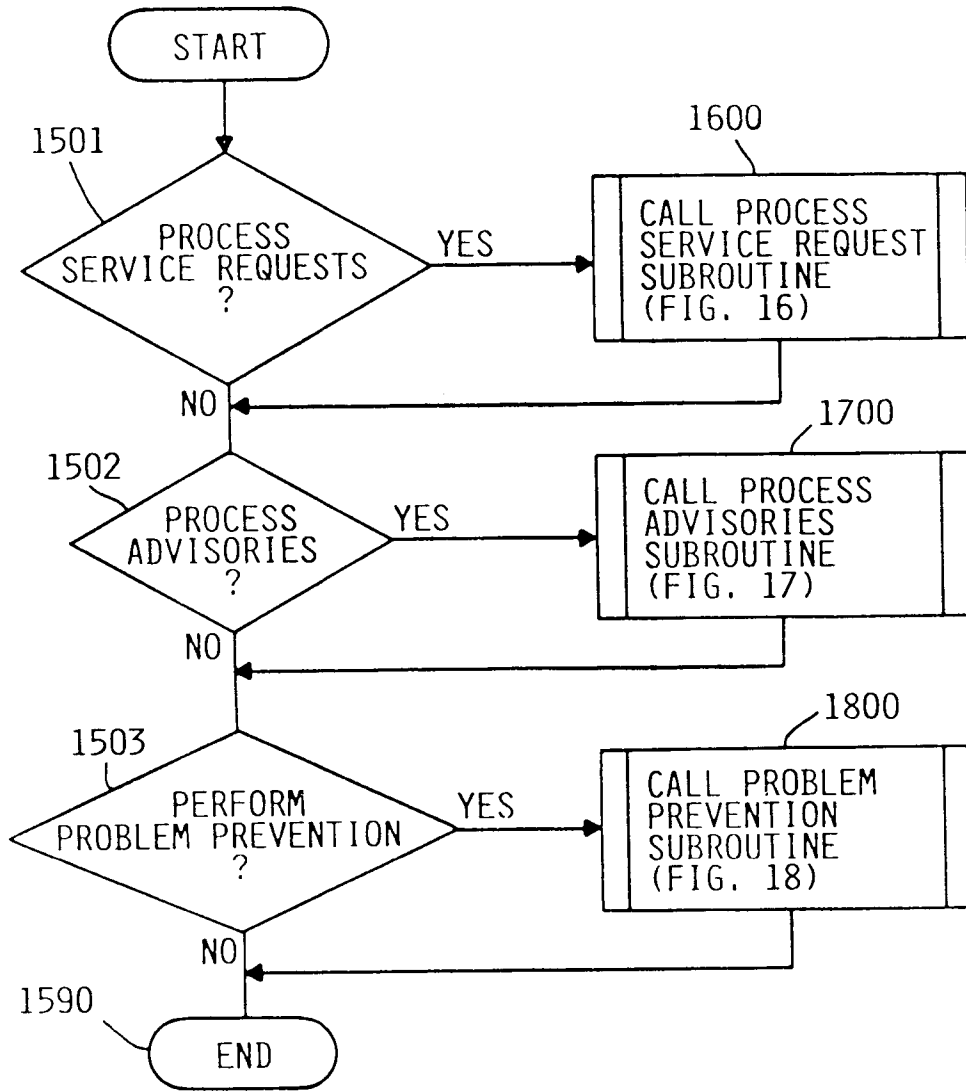 START
1501
PROCESS
SERVICE REQUESTS
?
YES
1600
CALL PROCESS
SERVICE REQUEST
SUBROUTINE
(FIG. 16)
NO
1502
PROCESS
ADVISORIES
?
YES
1700
CALL PROCESS
ADVISORIES
SUBROUTINE
(FIG. 17)
NO
1503
PERFORM
PROBLEM PREVENTION
?
YES
1800
CALL PROBLEM
PREVENTION
SUBROUTINE
(FIG. 18)
NO
1590
END